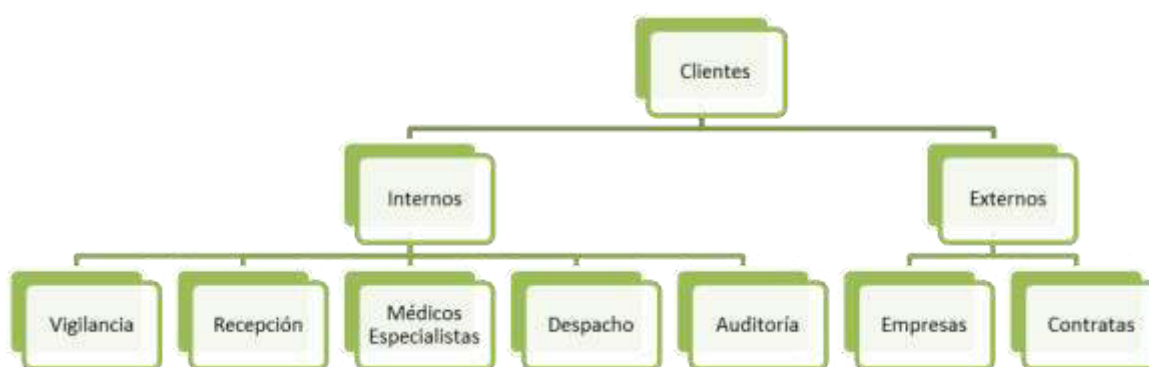 Clientes
Internos
Externos
Vigilancia
Recepción
Médicos
Especialistas
Despacho
Auditoría
Empresas
Contratas